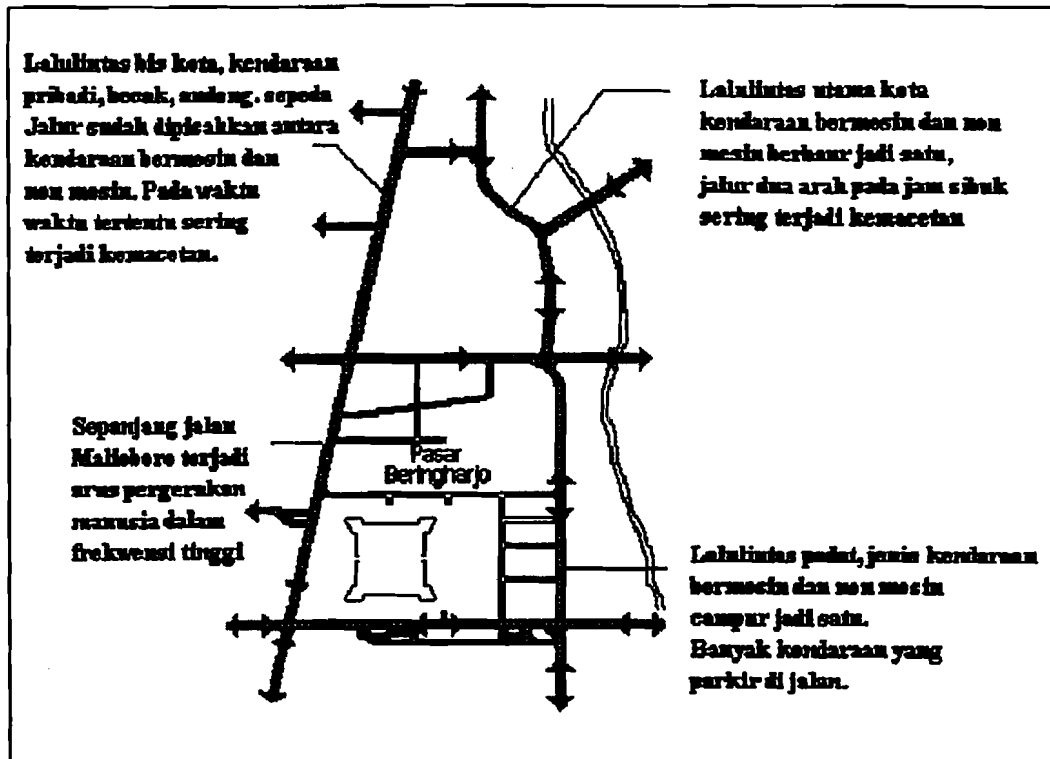 Lalulintas bis kota, kendaraan
pribadi, becak, andong. sepeda
Jalur sudah dipisahkan antara
kendaraan bermesin dan
non mesin. Pada waktu
waktu tertentu sering
terjadi kemacetan.
Lalulintas utama kota
kendaraan bermesin dan non
mesin berbaur jadi satu,
jalur dua arah pada jam sibuk
sering terjadi kemacetan
Sepanjang jalan
Malioboro terjadi
arus pergerakan
manusia dalam
frekwensi tinggi
Pasar
Beringharjo
Lalulintas padat, jenis kendaraan
bermesin dan non mesin
campur jadi satu.
Banyak kendaraan yang
parkir di jalan.